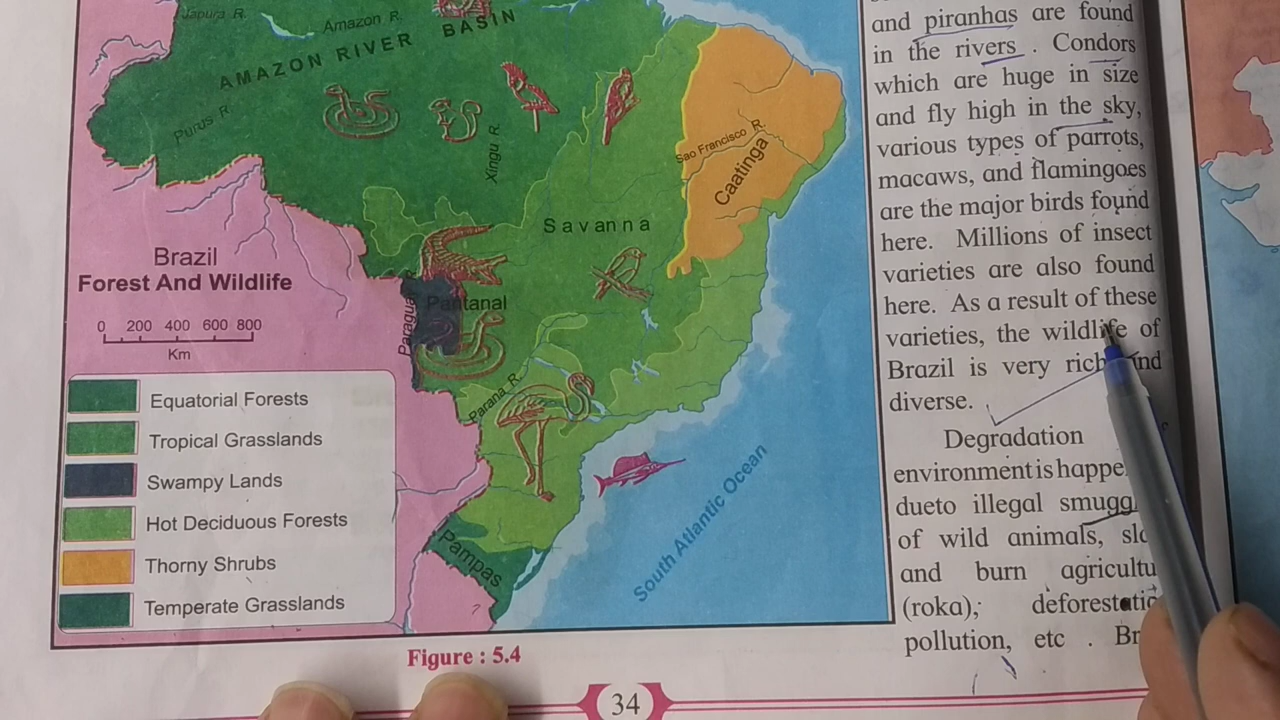 Japura R.
Amazon R.
AMAZON RIVER BASIN
Purus R.
Xingu R.
Sao Francisco R.
Caatinga
Savanna
Brazil
Forest And Wildlife
0 200 400 600 800
Km
Pantanal
Paragua
Parana R.
Pampas
South Atlantic Ocean
Equatorial Forests
Tropical Grasslands
Swampy Lands
Hot Deciduous Forests
Thorny Shrubs
Temperate Grasslands
Figure : 5.4
34
and piranhas are found
in the rivers . Condors
which are huge in size
and fly high in the sky,
various types of parrots,
macaws, and flamingoes
are the major birds found
here. Millions of insect
varieties are also found
here. As a result of these
varieties, the wildlife of
Brazil is very rich and
diverse.
Degradation
environment is happe
dueto illegal smugg
of wild animals, sl
and burn agricultu
(roka), deforestatio
pollution, etc . Br